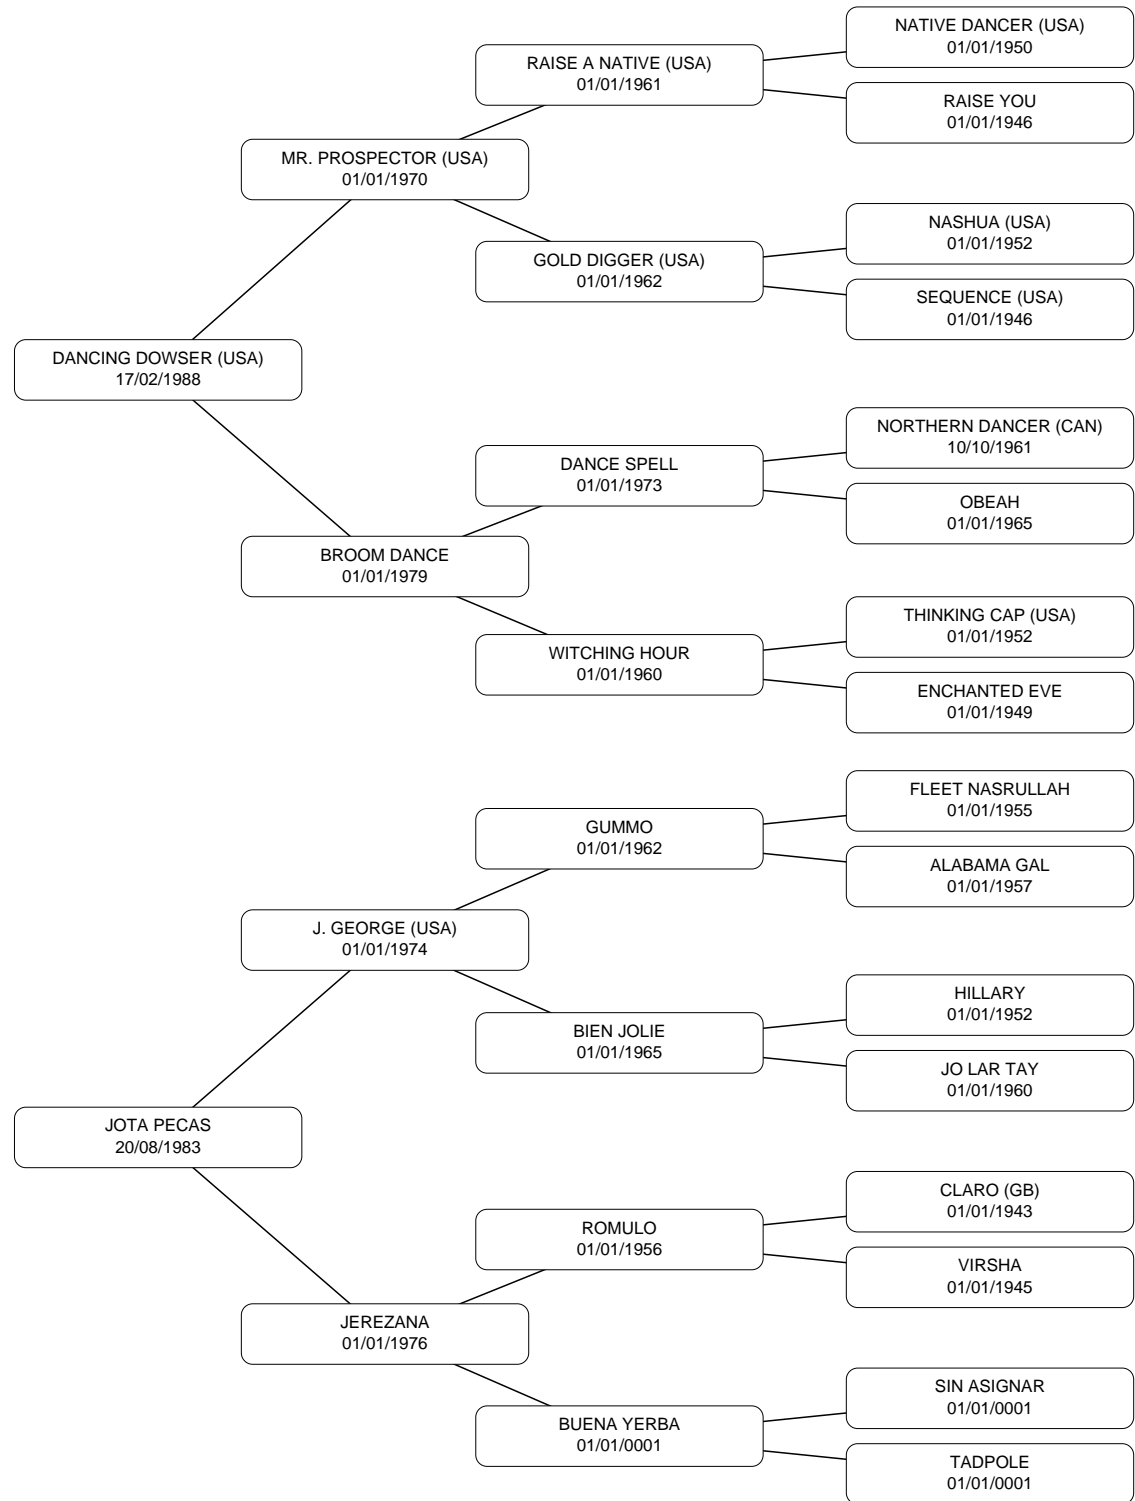 NATIVE DANCER (USA)
01/01/1950
RAISE A NATIVE (USA)
01/01/1961
RAISE YOU
01/01/1946
MR. PROSPECTOR (USA)
01/01/1970
NASHUA (USA)
01/01/1952
GOLD DIGGER (USA)
01/01/1962
SEQUENCE (USA)
01/01/1946
DANCING DOWSER (USA)
17/02/1988
NORTHERN DANCER (CAN)
10/10/1961
DANCE SPELL
01/01/1973
OBEAH
01/01/1965
BROOM DANCE
01/01/1979
THINKING CAP (USA)
01/01/1952
WITCHING HOUR
01/01/1960
ENCHANTED EVE
01/01/1949
FLEET NASRULLAH
01/01/1955
GUMMO
01/01/1962
ALABAMA GAL
01/01/1957
J. GEORGE (USA)
01/01/1974
HILLARY
01/01/1952
BIEN JOLIE
01/01/1965
JO LAR TAY
01/01/1960
JOTA PECAS
20/08/1983
CLARO (GB)
01/01/1943
ROMULO
01/01/1956
VIRSHA
01/01/1945
JEREZANA
01/01/1976
SIN ASIGNAR
01/01/0001
BUENA YERBA
01/01/0001
TADPOLE
01/01/0001